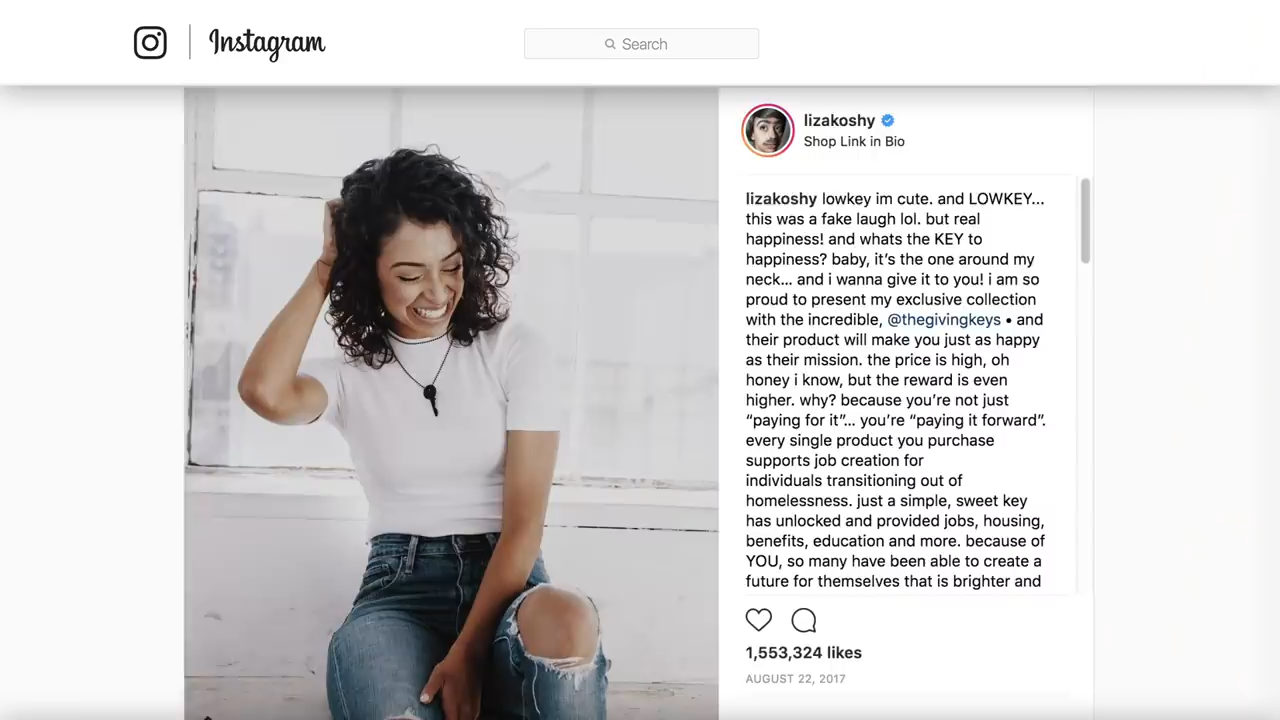 Instagram
Search
lizakoshy
Shop Link in Bio
lizakoshy lowkey im cute. and LOWKEY...
this was a fake laugh lol. but real
happiness! and whats the KEY to
happiness? baby, it’s the one around my
neck... and i wanna give it to you! i am so
proud to present my exclusive collection
with the incredible, @thegivingkeys • and
their product will make you just as happy
as their mission. the price is high, oh
honey i know, but the reward is even
higher. why? because you’re not just
“paying for it”... you’re “paying it forward”.
every single product you purchase
supports job creation for
individuals transitioning out of
homelessness. just a simple, sweet key
has unlocked and provided jobs, housing,
benefits, education and more. because of
YOU, so many have been able to create a
future for themselves that is brighter and
1,553,324 likes
AUGUST 22, 2017